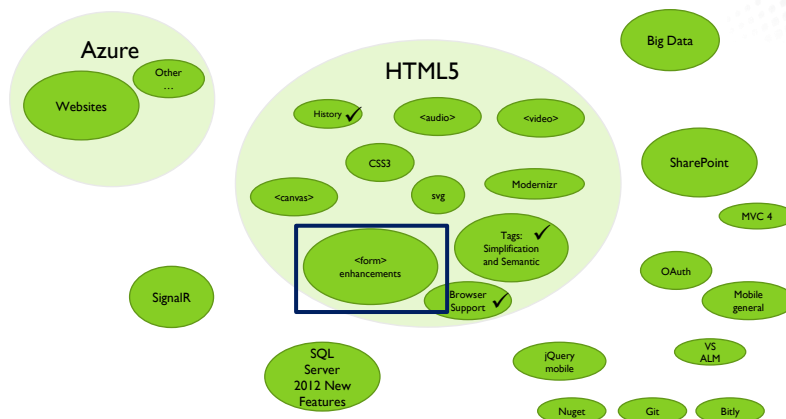 Azure
Other
…
Websites
HTML5
Big Data
History
<audio>
<video>
CSS3
Modernizr
<canvas>
svg
SharePoint
MVC 4
Tags:
Simplification
and Semantic
<form>
enhancements
OAuth
Mobile
general
SignalR
Browser
Support
SQL
Server
2012 New
Features
jQuery
mobile
VS
ALM
Nuget
Git
Bitly